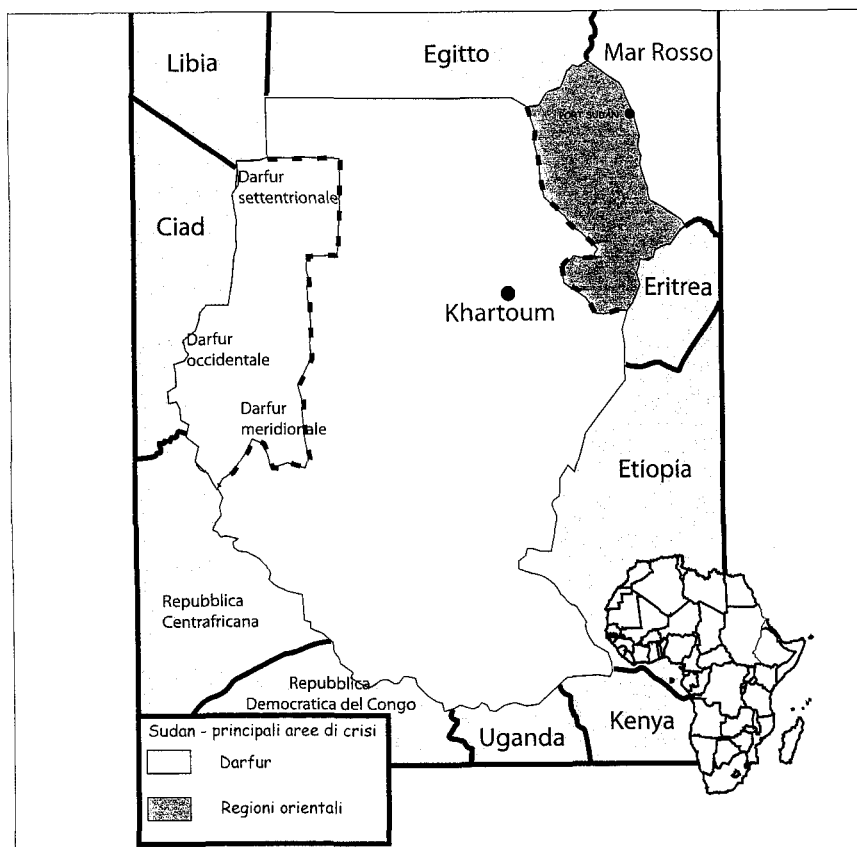 Libia
Egitto
Mar Rosso
PORT SUDAN
Darfur
settentrionale
Ciad
Eritrea
Khartoum
Darfur
occidentale
Darfur
meridionale
Etiopia
Repubblica
Centrafricana
Repubblica
Democratica del Congo
Uganda
Kenya
Sudan - principali aree di crisi
Darfur
Regioni orientali